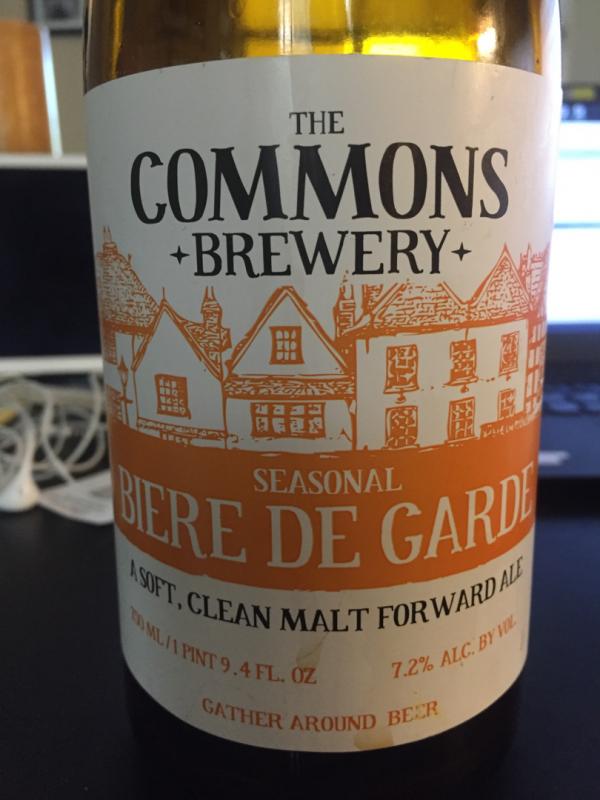 THE
COMMONS
BREWERY
SEASONAL
BIERE DE GARDE
A SOFT, CLEAN MALT FORWARD ALE
750 ML / 1 PINT 9.4 FL. OZ
7.2% ALC. BY VOL.
GATHER AROUND BEER